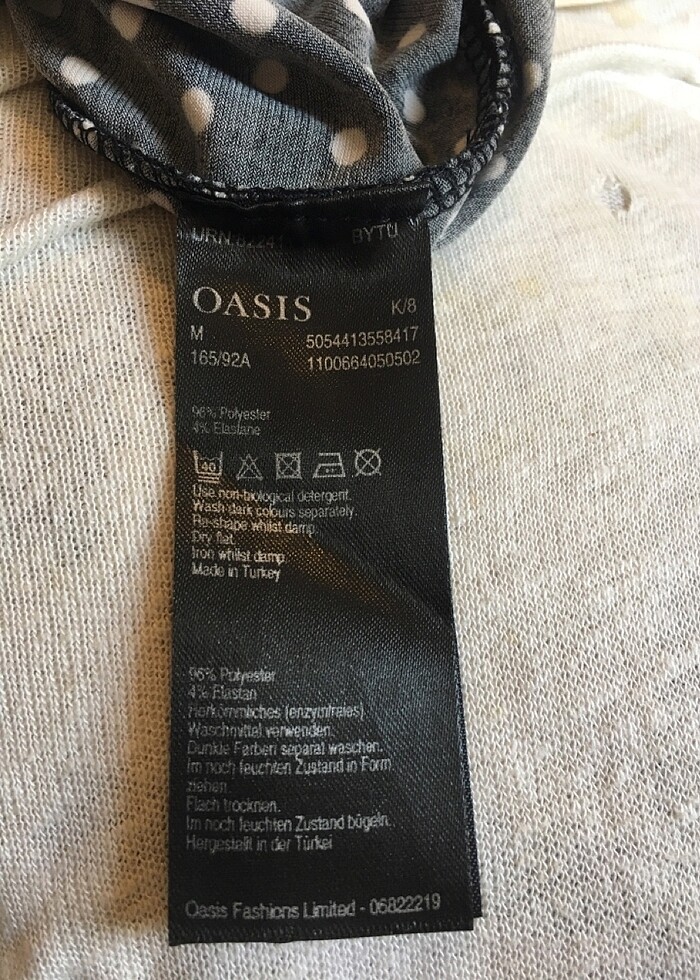 BYTU
OASIS K/8
M 5054413558417
165/92A 1100664050502
96% Polyester
4% Elastane
40
Use non-biological detergent.
Wash dark colours separately.
Re-shape whilst damp.
Dry flat.
Iron whilst damp.
Made in Turkey
96% Polyester
4% Elastan
Herkömmliches (enzymfreies)
Waschmittel verwenden.
Dunkle Farben separat waschen.
Im noch feuchten Zustand in Form
ziehen.
Flach trocknen.
Im noch feuchten Zustand bügeln.
Hergestellt in der Türkei
Oasis Fashions Limited - 06822219